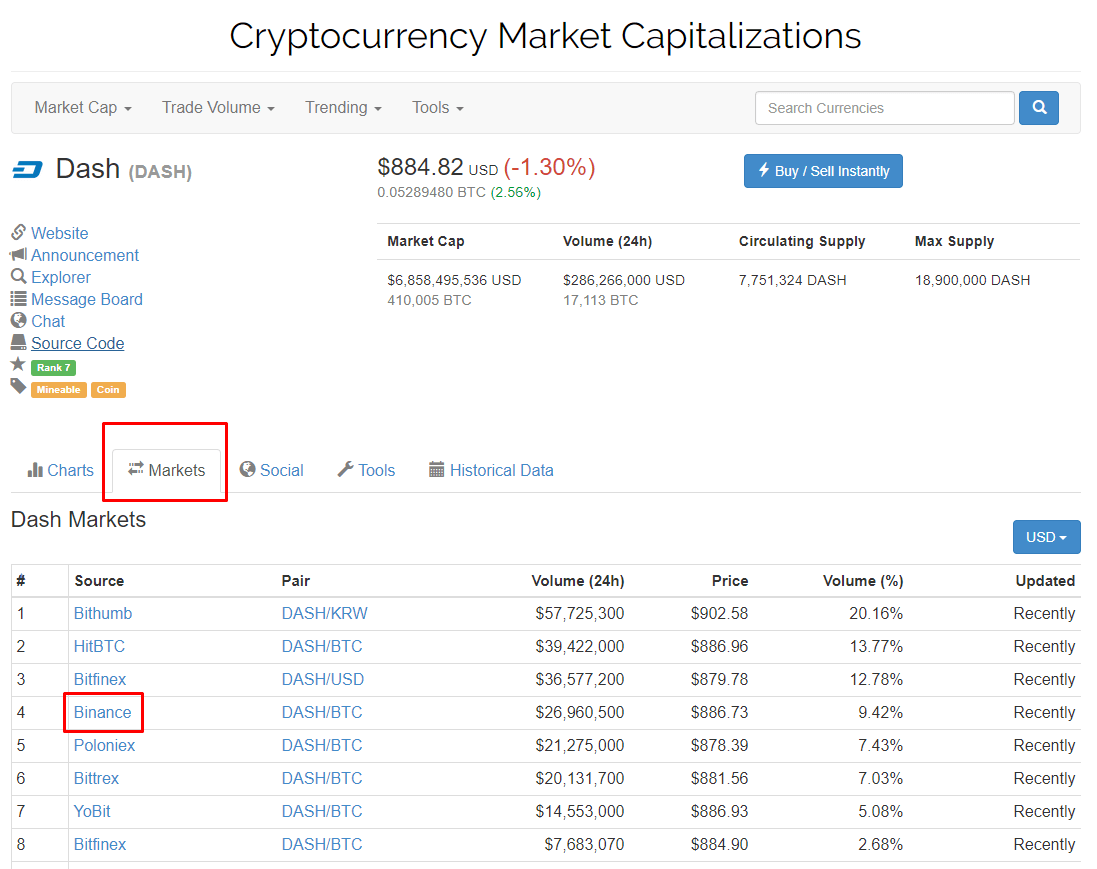 Cryptocurrency Market Capitalizations
Market Cap Trade Volume Trending Tools Search Currencies
Dash (DASH) $884.82 USD (-1.30%) Buy / Sell Instantly
0.05289480 BTC (2.56%)
Website
Announcement
Explorer
Message Board
Chat
Source Code
Rank 7
Mineable Coin
Market Cap Volume (24h) Circulating Supply Max Supply
$6,858,495,536 USD $286,266,000 USD 7,751,324 DASH 18,900,000 DASH
410,005 BTC 17,113 BTC
Charts Markets Social Tools Historical Data
Dash Markets
USD
# Source Pair Volume (24h) Price Volume (%) Updated
1 Bithumb DASH/KRW $57,725,300 $902.58 20.16% Recently
2 HitBTC DASH/BTC $39,422,000 $886.96 13.77% Recently
3 Bitfinex DASH/USD $36,577,200 $879.78 12.78% Recently
4 Binance DASH/BTC $26,960,500 $886.73 9.42% Recently
5 Poloniex DASH/BTC $21,275,000 $878.39 7.43% Recently
6 Bittrex DASH/BTC $20,131,700 $881.56 7.03% Recently
7 YoBit DASH/BTC $14,553,000 $886.93 5.08% Recently
8 Bitfinex DASH/BTC $7,683,070 $884.90 2.68% Recently